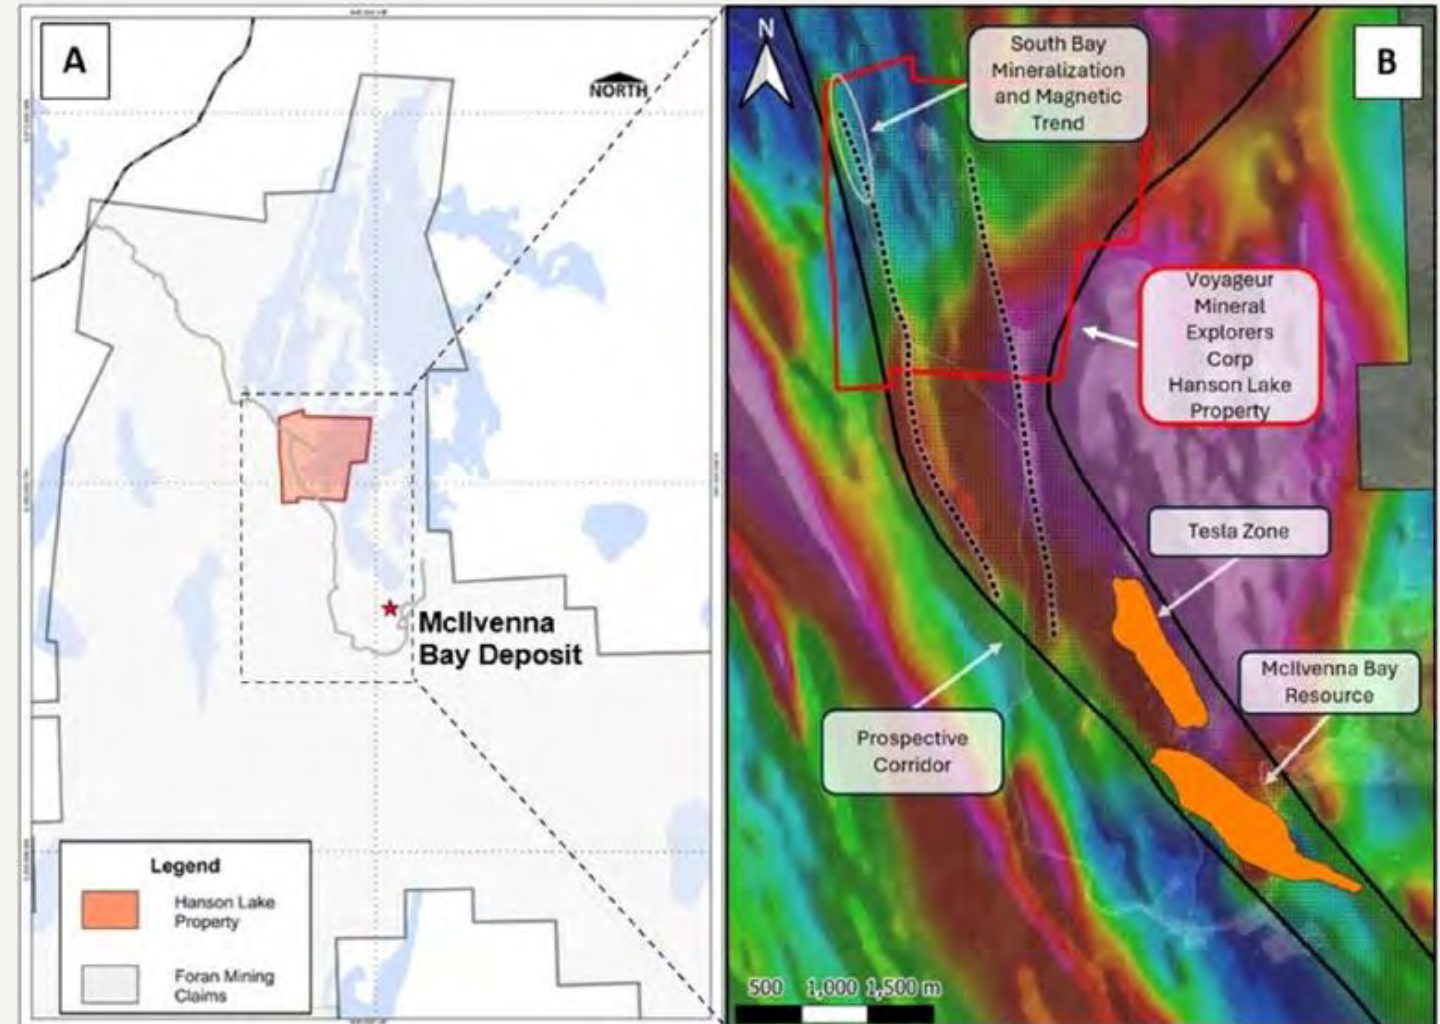 A
NORTH
McIlvenna
Bay Deposit
Legend
Hanson Lake
Property
Foran Mining
Claims
N
B
South Bay
Mineralization
and Magnetic
Trend
Voyageur
Mineral
Explorers
Corp
Hanson Lake
Property
Tesla Zone
McIlvenna Bay
Resource
Prospective
Corridor
500 1,000 1,500 m